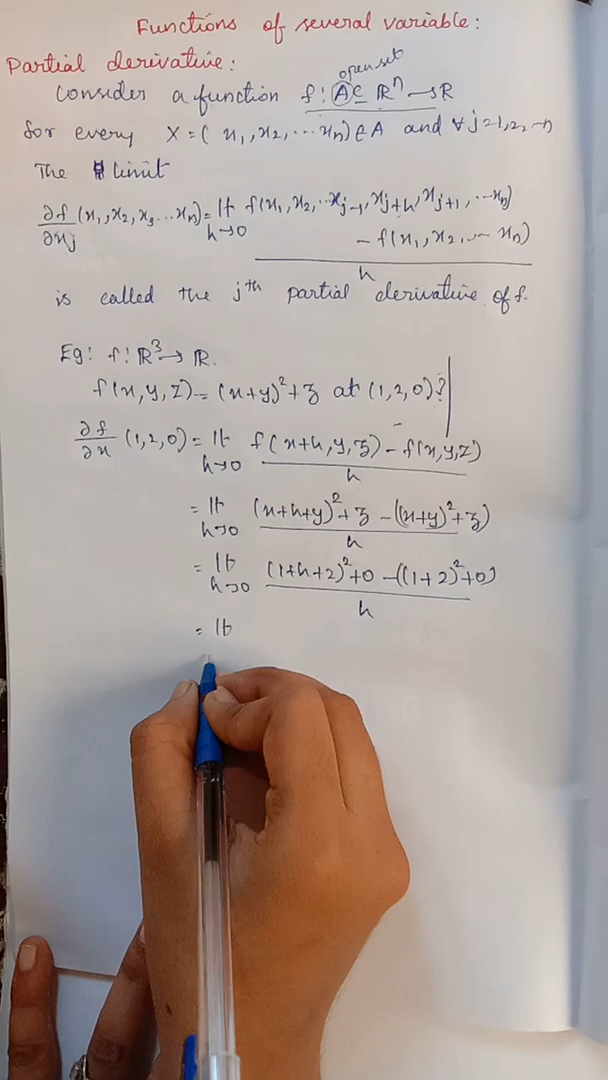 Functions of several variable:
Partial derivative:
open set
Consider a function f : A ⊆ ℝⁿ → ℝ
for every X = (x₁, x₂, ... xₙ) ∈ A and ∀ j = 1, 2, ... n
The limit
∂f/∂xⱼ (x₁, x₂, x₃ ... xₙ) = lt h→0 f(x₁, x₂, ... xⱼ₋₁, xⱼ+h, xⱼ₊₁, ... xₙ)
- f(x₁, x₂, ... xₙ)
h
is called the jᵗʰ partial derivative of f.
Eg: f : ℝ³ → ℝ.
f(x, y, z) = (x+y)² + z at (1, 2, 0)?
∂f/∂x (1, 2, 0) = lt h→0 f(x+h, y, z) - f(x, y, z) / h
= lt h→0 (x+h+y)² + z - ((x+y)² + z) / h
= lt h→0 (1+h+2)² + 0 - ((1+2)² + 0) / h
= lt